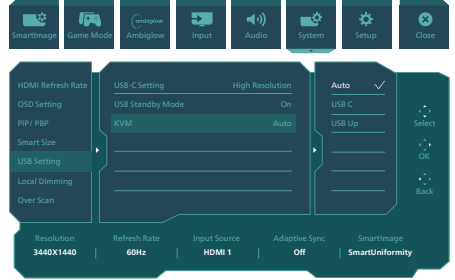 ambiglow
SmartImage Game Mode Ambiglow Input Audio System Setup Close
HDMI Refresh Rate USB-C Setting High Resolution Auto
OSD Setting USB Standby Mode On USB C
PIP/ PBP KVM Auto USB Up Select
Smart Size
USB Setting OK
Local Dimming Back
Over Scan
Resolution Refresh Rate Input Source Adaptive Sync SmartImage
3440X1440 60Hz HDMI 1 Off SmartUniformity